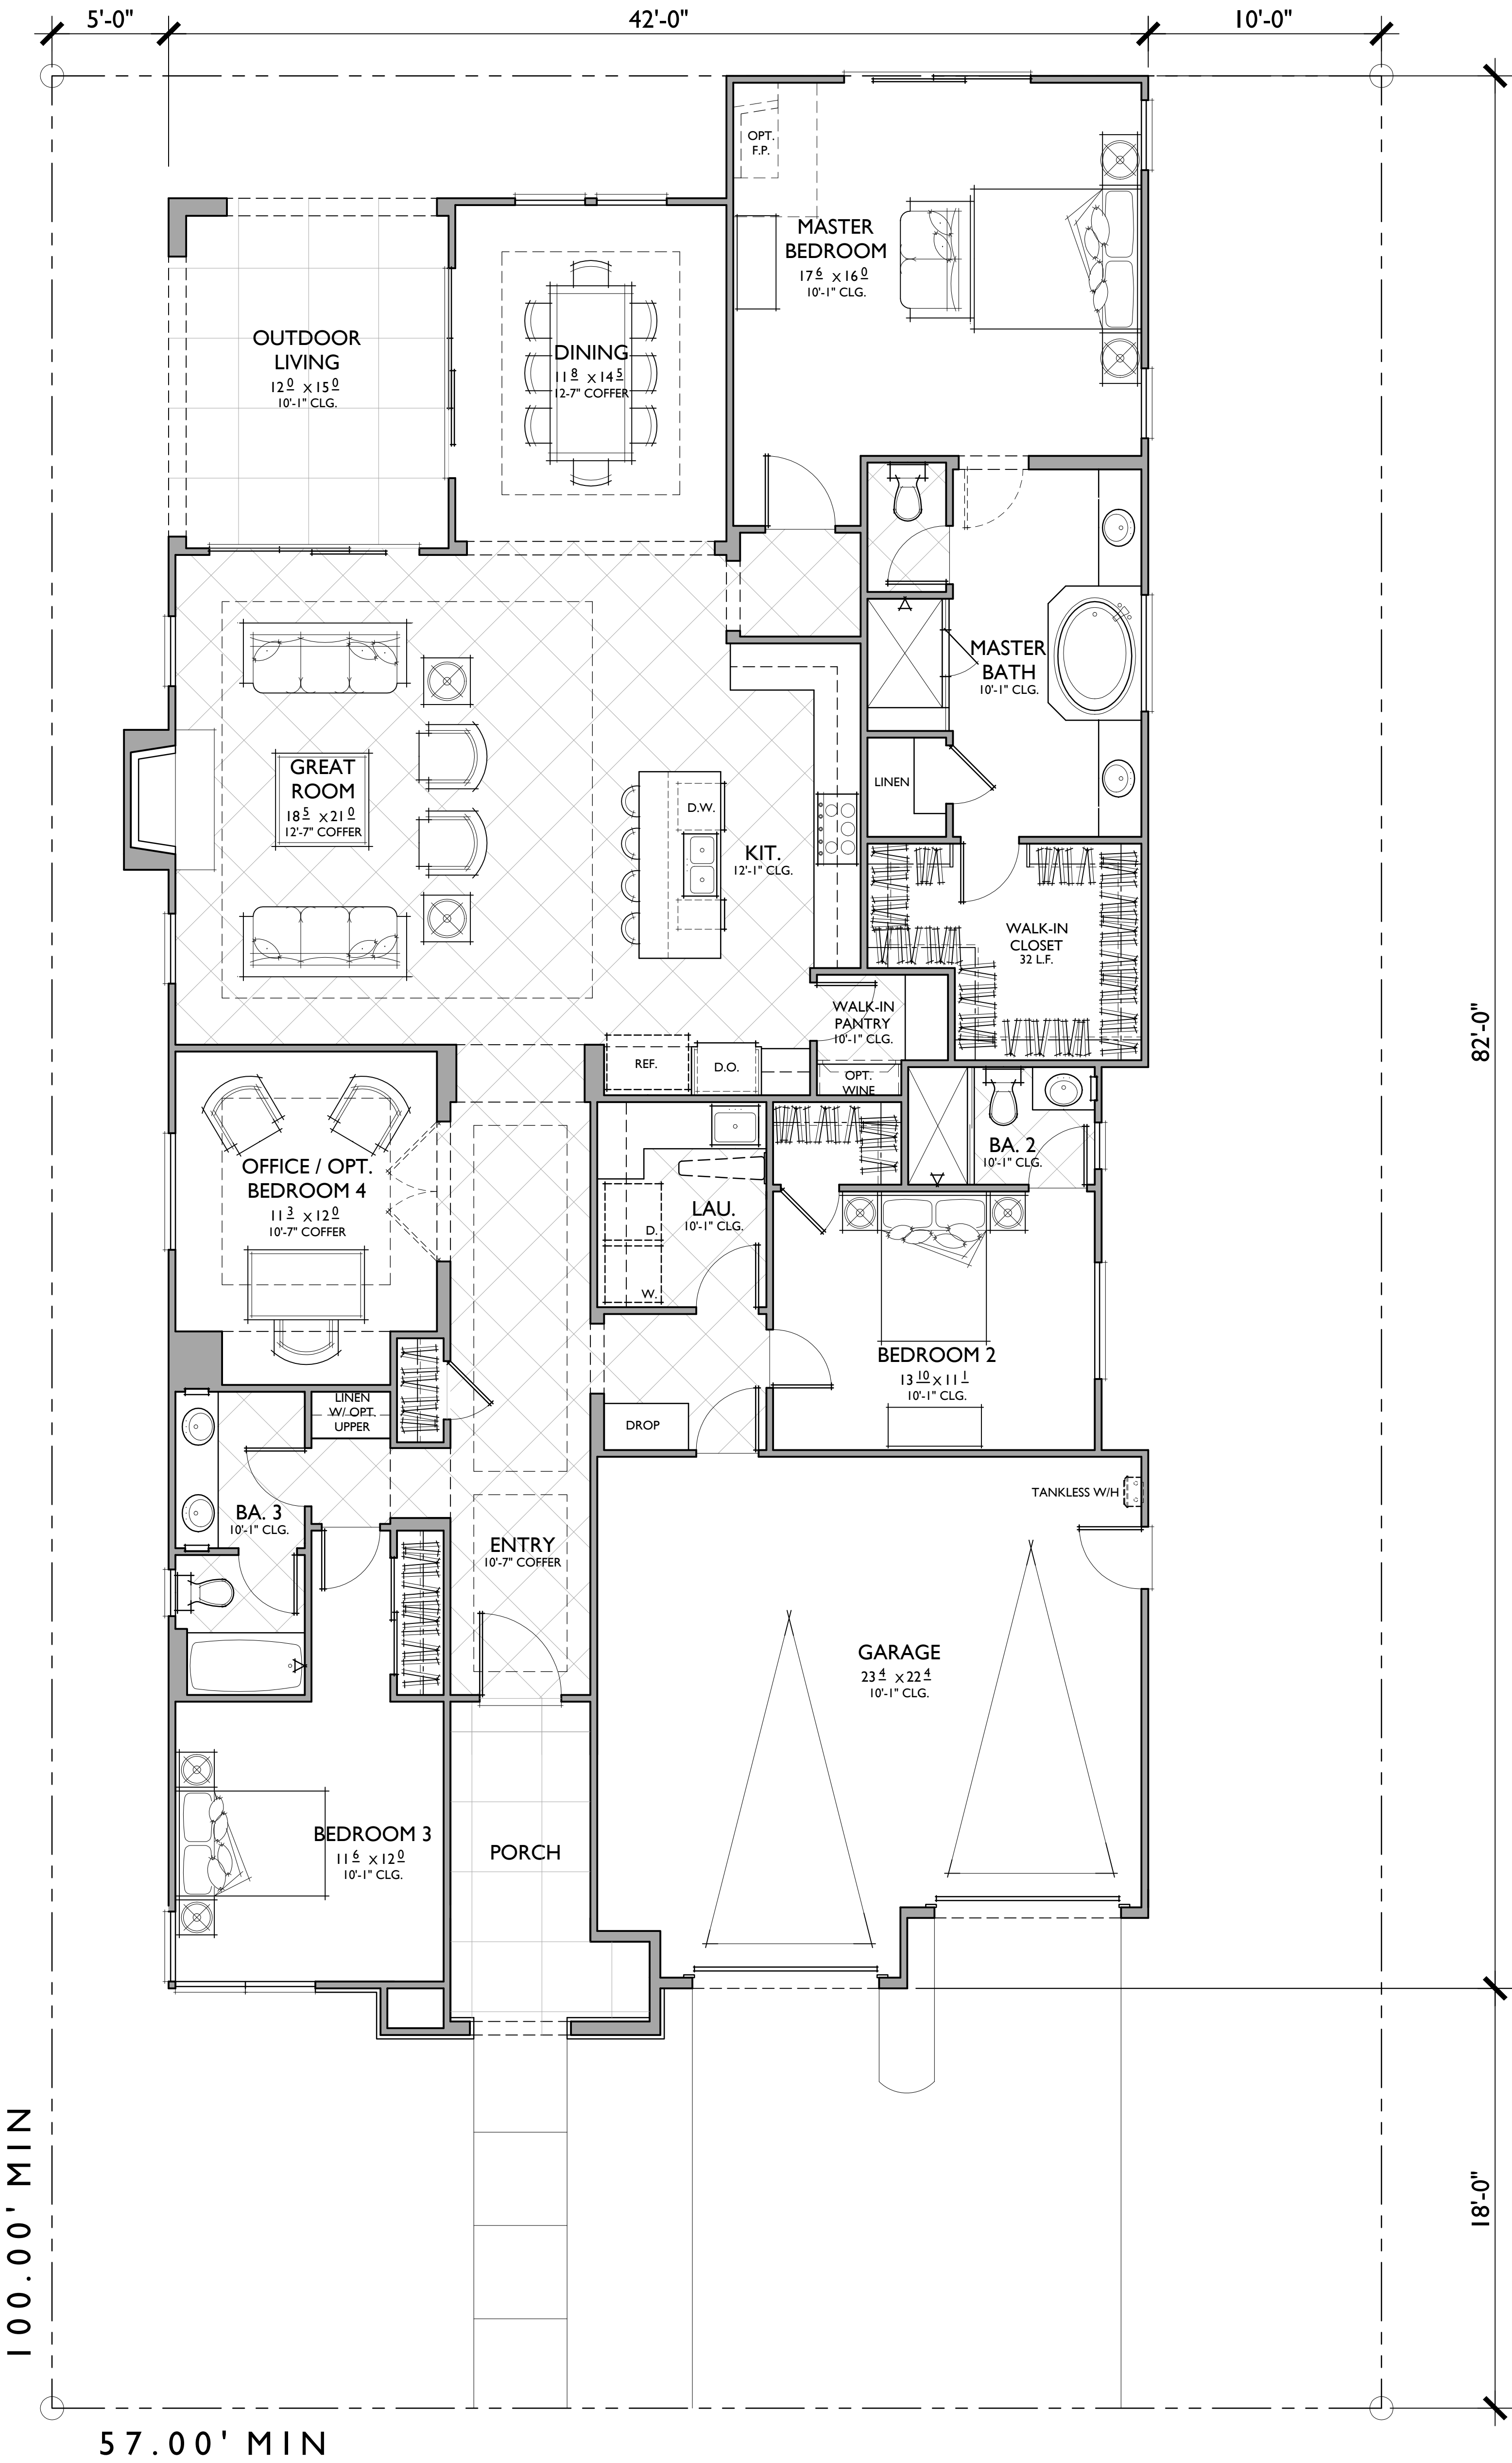 5'-0"
42'-0"
10'-0"
OPT.
F.P.
MASTER
BEDROOM
17 6 X 16 0
10'-1" CLG.
OUTDOOR
LIVING
12 0 X 15 0
10'-1" CLG.
DINING
11 8 X 14 5
12-7" COFFER
MASTER
BATH
10'-1" CLG.
LINEN
GREAT
ROOM
18 5 X 21 0
12'-7" COFFER
D.W.
KIT.
12'-1" CLG.
WALK-IN
CLOSET
32 L.F.
WALK-IN
PANTRY
10'-1" CLG.
REF.
D.O.
OPT.
WINE
82'-0"
OFFICE / OPT.
BEDROOM 4
11 3 X 12 0
10'-7" COFFER
LAU.
10'-1" CLG.
D.
W.
BA. 2
10'-1" CLG.
BEDROOM 2
13 10 X 11 1
10'-1" CLG.
LINEN
W/ OPT.
UPPER
DROP
BA. 3
10'-1" CLG.
TANKLESS W/H
ENTRY
10'-7" COFFER
GARAGE
23 4 X 22 4
10'-1" CLG.
BEDROOM 3
11 6 X 12 0
10'-1" CLG.
PORCH
18'-0"
100.00' MIN
57.00' MIN